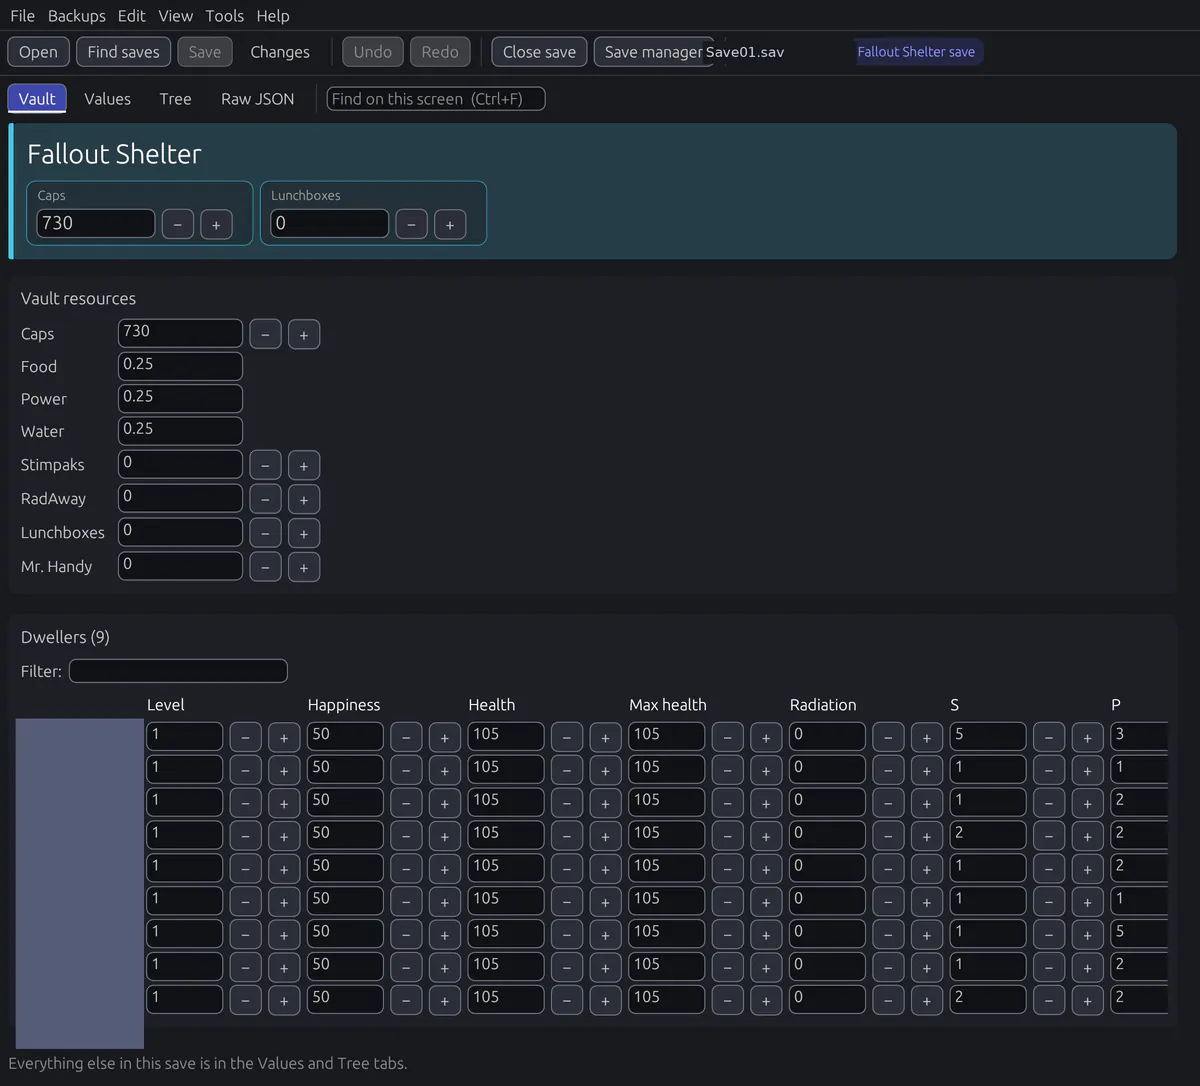 File Backups Edit View Tools Help
Open Find saves Save Changes Undo Redo Close save Save manager Save01.sav Fallout Shelter save
Vault Values Tree Raw JSON Find on this screen (Ctrl+F)
Fallout Shelter
Caps Lunchboxes
730 − + 0 − +
Vault resources
Caps 730 − +
Food 0.25
Power 0.25
Water 0.25
Stimpaks 0 − +
RadAway 0 − +
Lunchboxes 0 − +
Mr. Handy 0 − +
Dwellers (9)
Filter:
Level Happiness Health Max health Radiation S P
1 − + 50 − + 105 − + 105 − + 0 − + 5 − + 3
1 − + 50 − + 105 − + 105 − + 0 − + 1 − + 1
1 − + 50 − + 105 − + 105 − + 0 − + 1 − + 2
1 − + 50 − + 105 − + 105 − + 0 − + 2 − + 2
1 − + 50 − + 105 − + 105 − + 0 − + 1 − + 2
1 − + 50 − + 105 − + 105 − + 0 − + 1 − + 1
1 − + 50 − + 105 − + 105 − + 0 − + 1 − + 5
1 − + 50 − + 105 − + 105 − + 0 − + 1 − + 2
1 − + 50 − + 105 − + 105 − + 0 − + 2 − + 2
Everything else in this save is in the Values and Tree tabs.